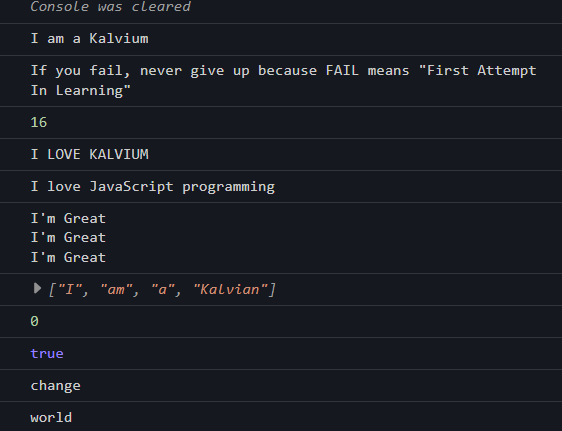 Console was cleared
I am a Kalvium
If you fail, never give up because FAIL means "First Attempt
In Learning"
16
I LOVE KALVIUM
I love JavaScript programming
I'm Great
I'm Great
I'm Great
["I", "am", "a", "Kalvian"]
0
true
change
world